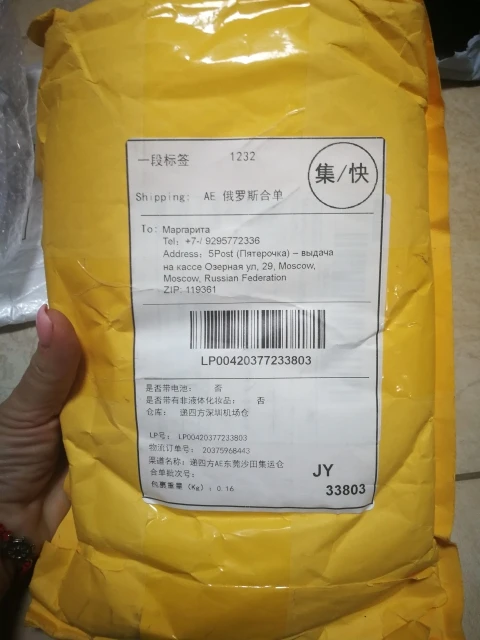 一段标签 1232
集/快
Shipping: AE 俄罗斯合单
To: Маргарита
Tel: +7-/ 9295772336
Address: 5Post (Пятерочка) – выдача
на кассе Озерная ул, 29, Moscow,
Moscow, Russian Federation
ZIP: 119361
LP00420377233803
是否带电池: 否
是否带有非液体化妆品: 否
仓库: 递四方深圳机场仓
LP号: LP00420377233803
物流订单号: 20375968443
渠道名称: 递四方AE东莞沙田集运仓
合单批次号:
包裹重量(Kg): 0.16
JY
33803